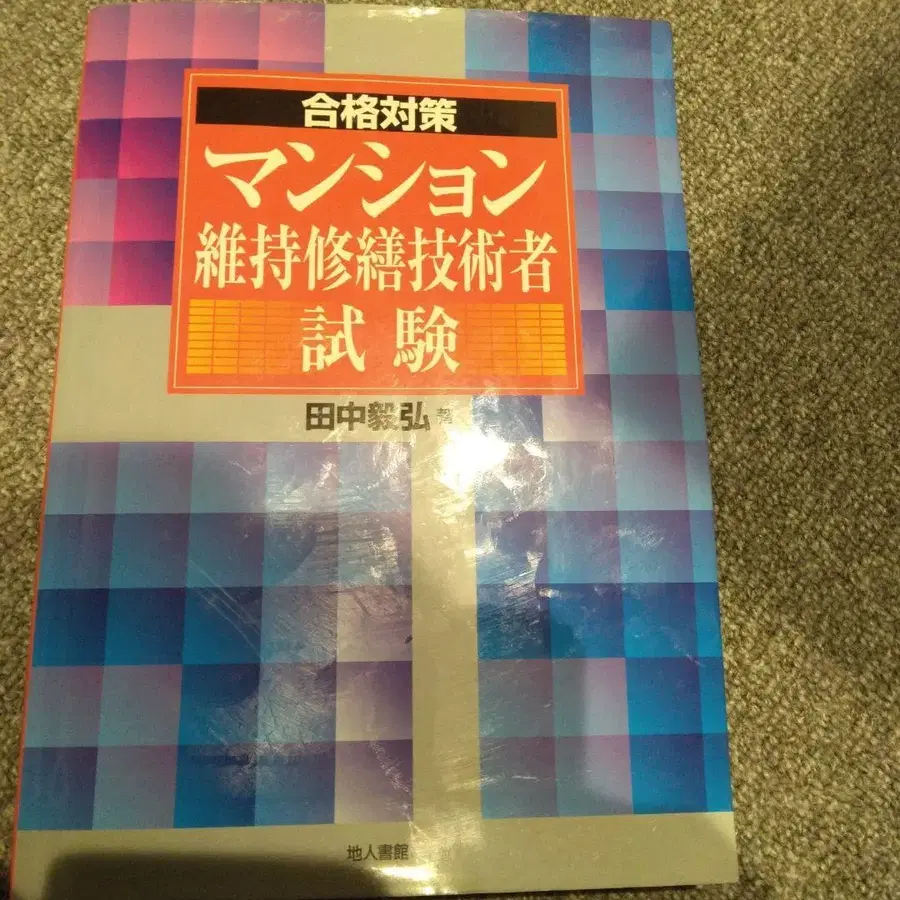 合格対策
マンション
維持修繕技術者
試験
田中毅弘 著
地人書館